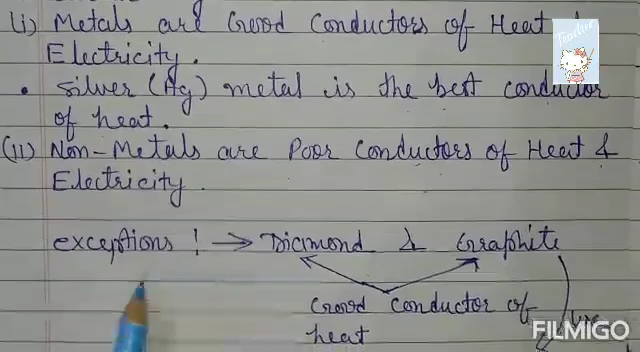 (i) Metals are Good Conductors of Heat &
Electricity.
Teacher
• Silver (Ag) metal is the best conductor
of heat.
(ii) Non-Metals are Poor Conductors of Heat &
Electricity.
exceptions ! → Diamond & Graphite
Good conductor of
heat
FILMIGO